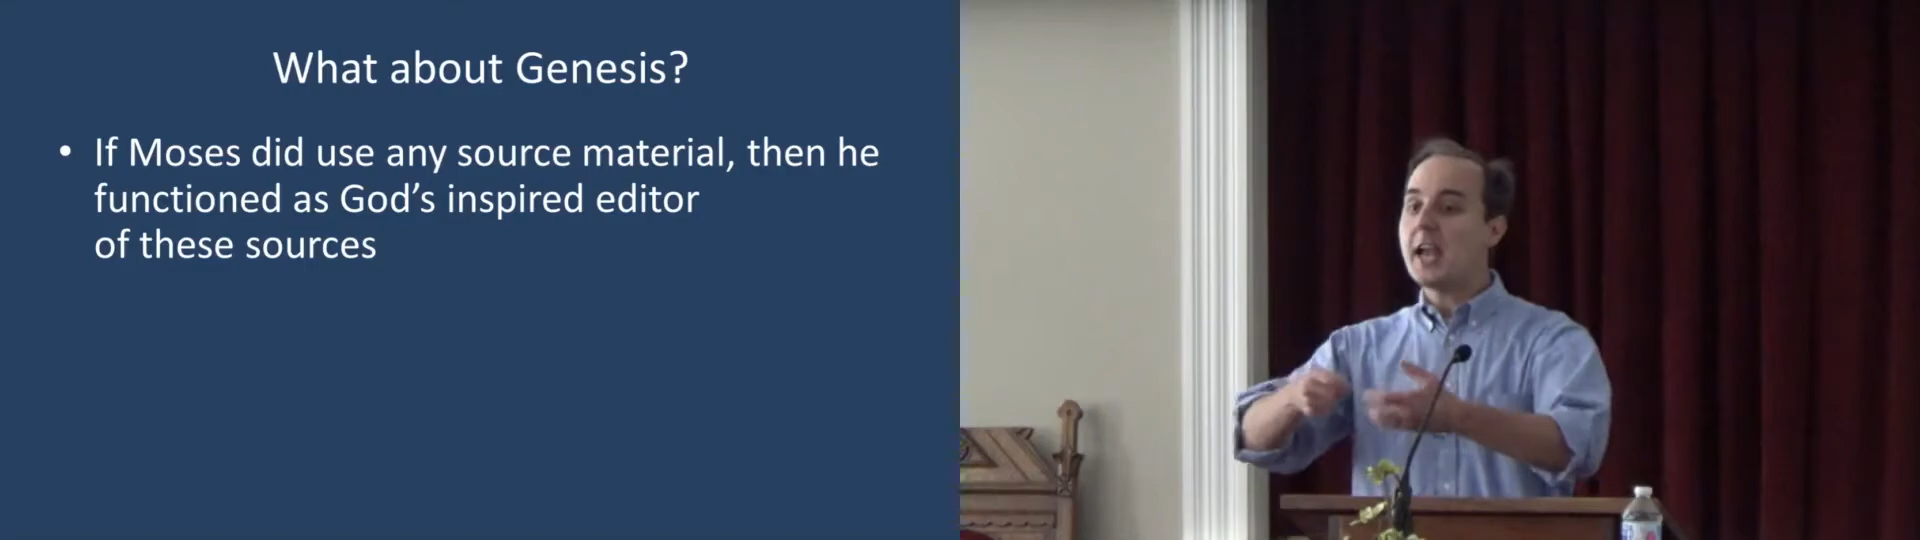 What about Genesis?
• If Moses did use any source material, then he
functioned as God's inspired editor
of these sources